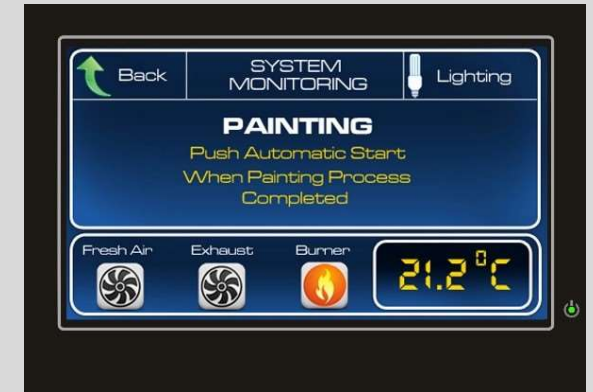 Back
SYSTEM
MONITORING
Lighting
PAINTING
Push Automatic Start
When Painting Process
Completed
Fresh Air
Exhaust
Burner
21.2°C